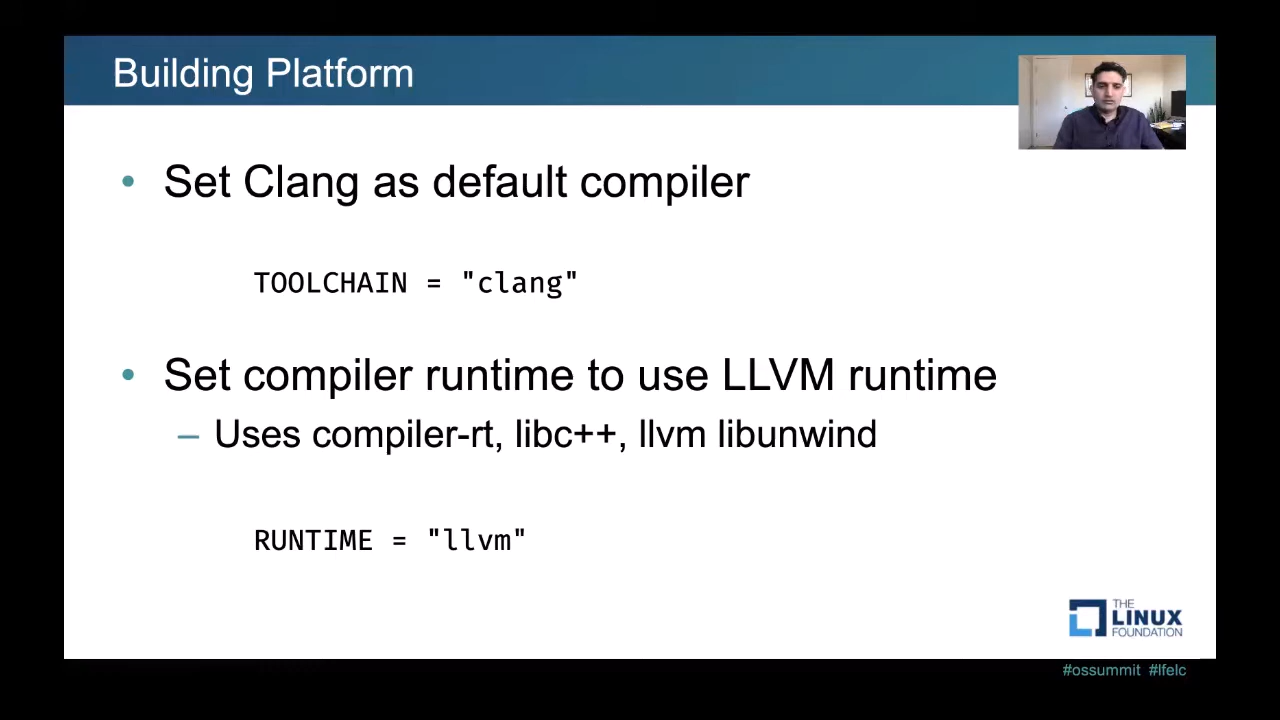 Building Platform
• Set Clang as default compiler
TOOLCHAIN = "clang"
• Set compiler runtime to use LLVM runtime
– Uses compiler-rt, libc++, llvm libunwind
RUNTIME = "llvm"
THE
LINUX
FOUNDATION
#ossummit #lfelc